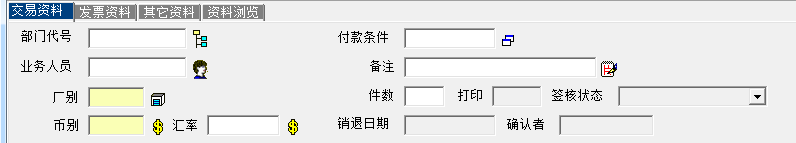 交易资料 发票资料 其它资料 资料浏览
部门代号 付款条件
业务人员 备注
厂别 件数 打印 签核状态
币别 汇率 销退日期 确认者